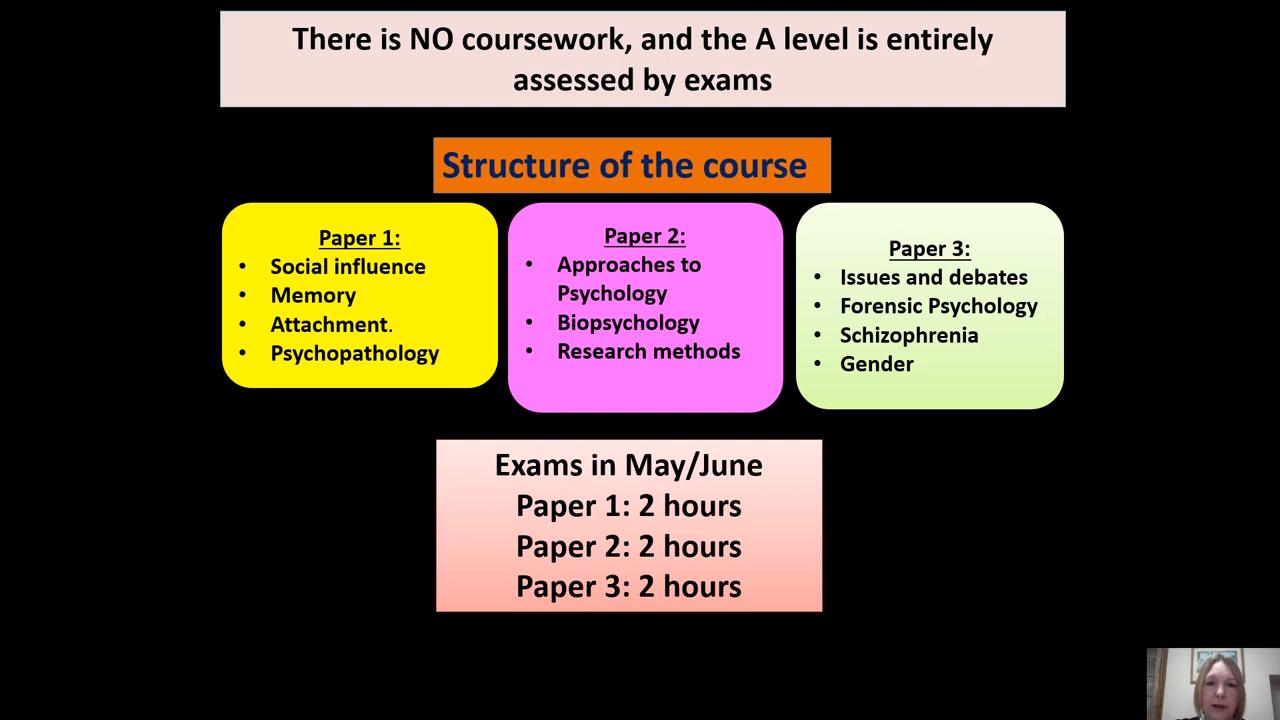 There is NO coursework, and the A level is entirely
assessed by exams
Structure of the course
Paper 1:
• Social influence
• Memory
• Attachment.
• Psychopathology
Paper 2:
• Approaches to
Psychology
• Biopsychology
• Research methods
Paper 3:
• Issues and debates
• Forensic Psychology
• Schizophrenia
• Gender
Exams in May/June
Paper 1: 2 hours
Paper 2: 2 hours
Paper 3: 2 hours